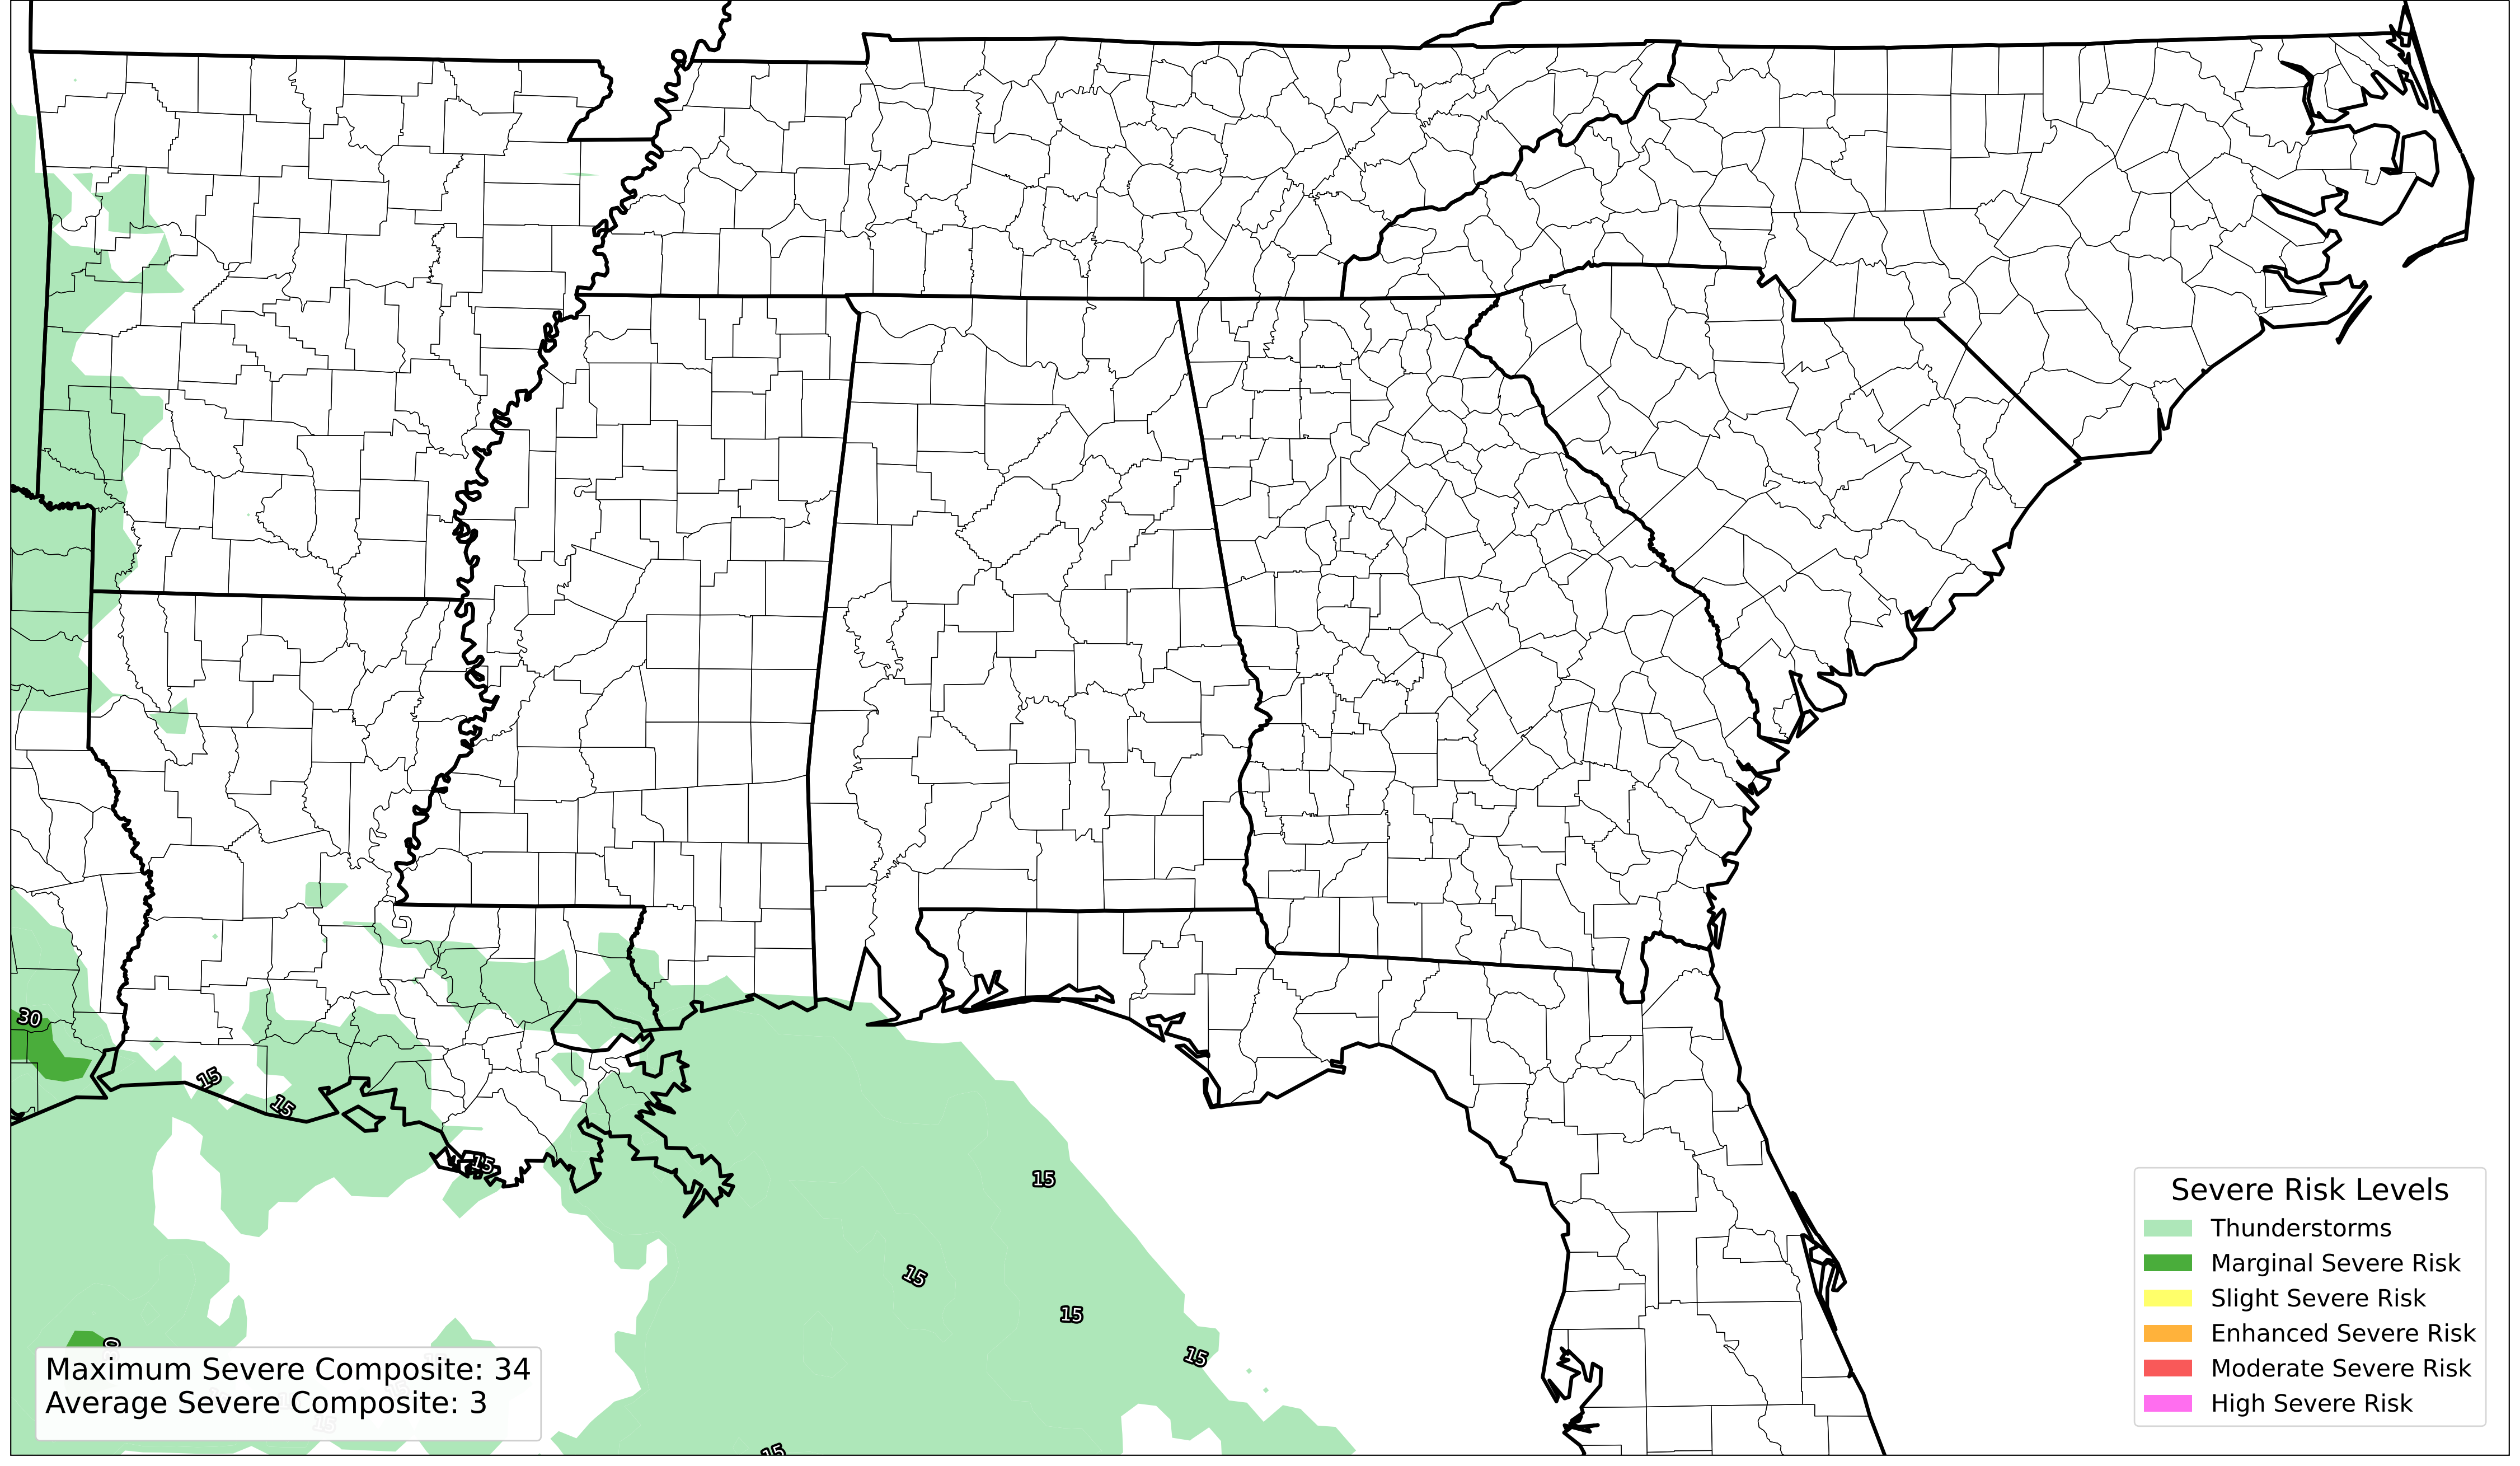 30
15
15
15
15
15
15
15
15
Maximum Severe Composite: 34
Average Severe Composite: 3
Severe Risk Levels
Thunderstorms
Marginal Severe Risk
Slight Severe Risk
Enhanced Severe Risk
Moderate Severe Risk
High Severe Risk